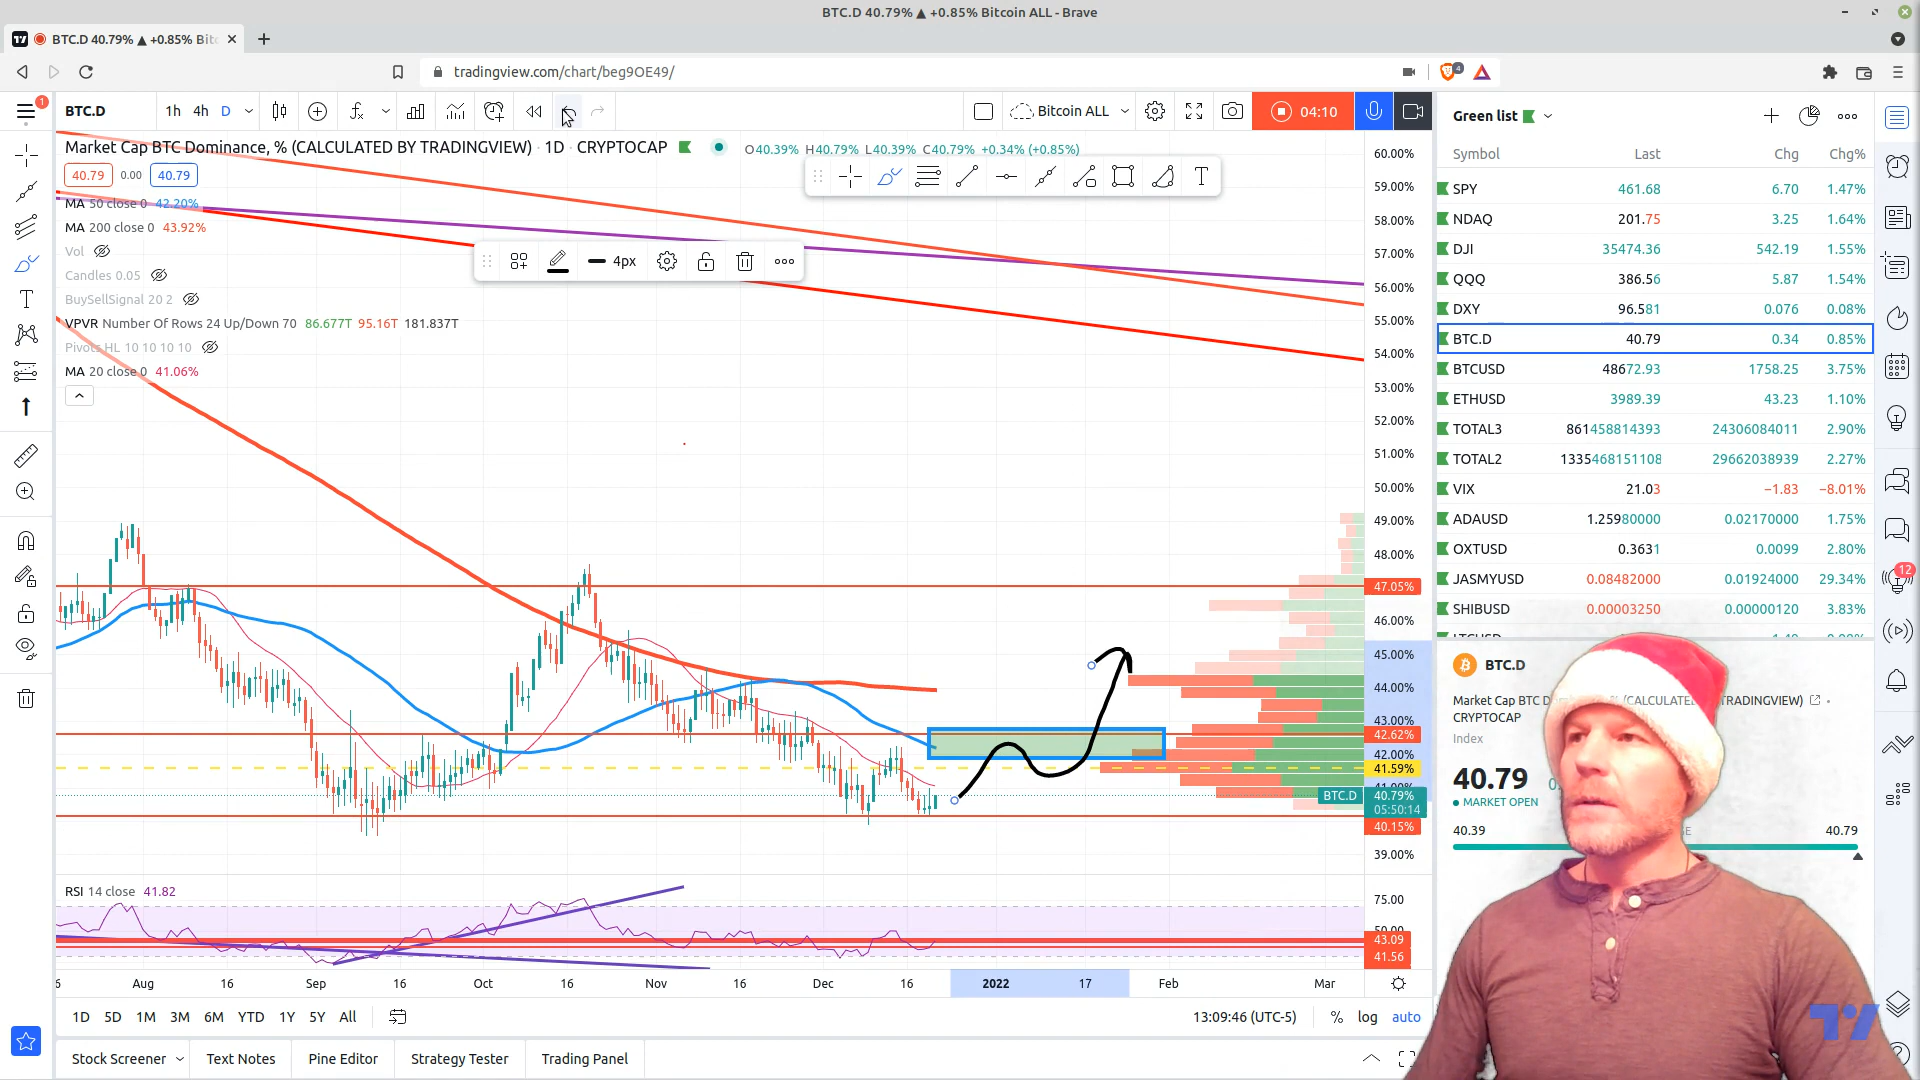 BTC.D 40.79% ▲ +0.85% Bitcoin ALL - Brave
BTC.D 40.79% ▲ +0.85% Bitc
tradingview.com/chart/beg9OE49/
4
1
BTC.D
1h 4h D
Bitcoin ALL
04:10
Market Cap BTC Dominance, % (CALCULATED BY TRADINGVIEW) · 1D · CRYPTOCAP
O40.39% H40.79% L40.39% C40.79% +0.34% (+0.85%)
40.79 0.00 40.79
MA 50 close 0 42.20%
MA 200 close 0 43.92%
Vol
Candles 0.05
BuySellSignal 20 2
VPVR Number Of Rows 24 Up/Down 70 86.677T 95.16T 181.837T
Pivots HL 10 10 10 10
MA 20 close 0 41.06%
4px
T
60.00%
59.00%
58.00%
57.00%
56.00%
55.00%
54.00%
53.00%
52.00%
51.00%
50.00%
49.00%
48.00%
47.05%
46.00%
45.00%
44.00%
43.00%
42.62%
42.00%
41.59%
BTC.D 40.79%
05:50:14
40.15%
39.00%
RSI 14 close 41.82
75.00
50.00
43.09
41.56
6 Aug 16 Sep 16 Oct 16 Nov 16 Dec 16 2022 17 Feb Mar
1D 5D 1M 3M 6M YTD 1Y 5Y All
13:09:46 (UTC-5) % log auto
Stock Screener Text Notes Pine Editor Strategy Tester Trading Panel
Green list
Symbol Last Chg Chg%
SPY 461.68 6.70 1.47%
NDAQ 201.75 3.25 1.64%
DJI 35474.36 542.19 1.55%
QQQ 386.56 5.87 1.54%
DXY 96.581 0.076 0.08%
BTC.D 40.79 0.34 0.85%
BTCUSD 48672.93 1758.25 3.75%
ETHUSD 3989.39 43.23 1.10%
TOTAL3 861458814393 24306084011 2.90%
TOTAL2 1335468151108 29662038939 2.27%
VIX 21.03 −1.83 −8.01%
ADAUSD 1.25980000 0.02170000 1.75%
OXTUSD 0.3631 0.0099 2.80%
JASMYUSD 0.08482000 0.01924000 29.34%
SHIBUSD 0.00003250 0.00000120 3.83%
12
BTC.D
Market Cap BTC TRADINGVIEW)
CRYPTOCAP
Index
40.79
MARKET OPEN
40.39 40.79